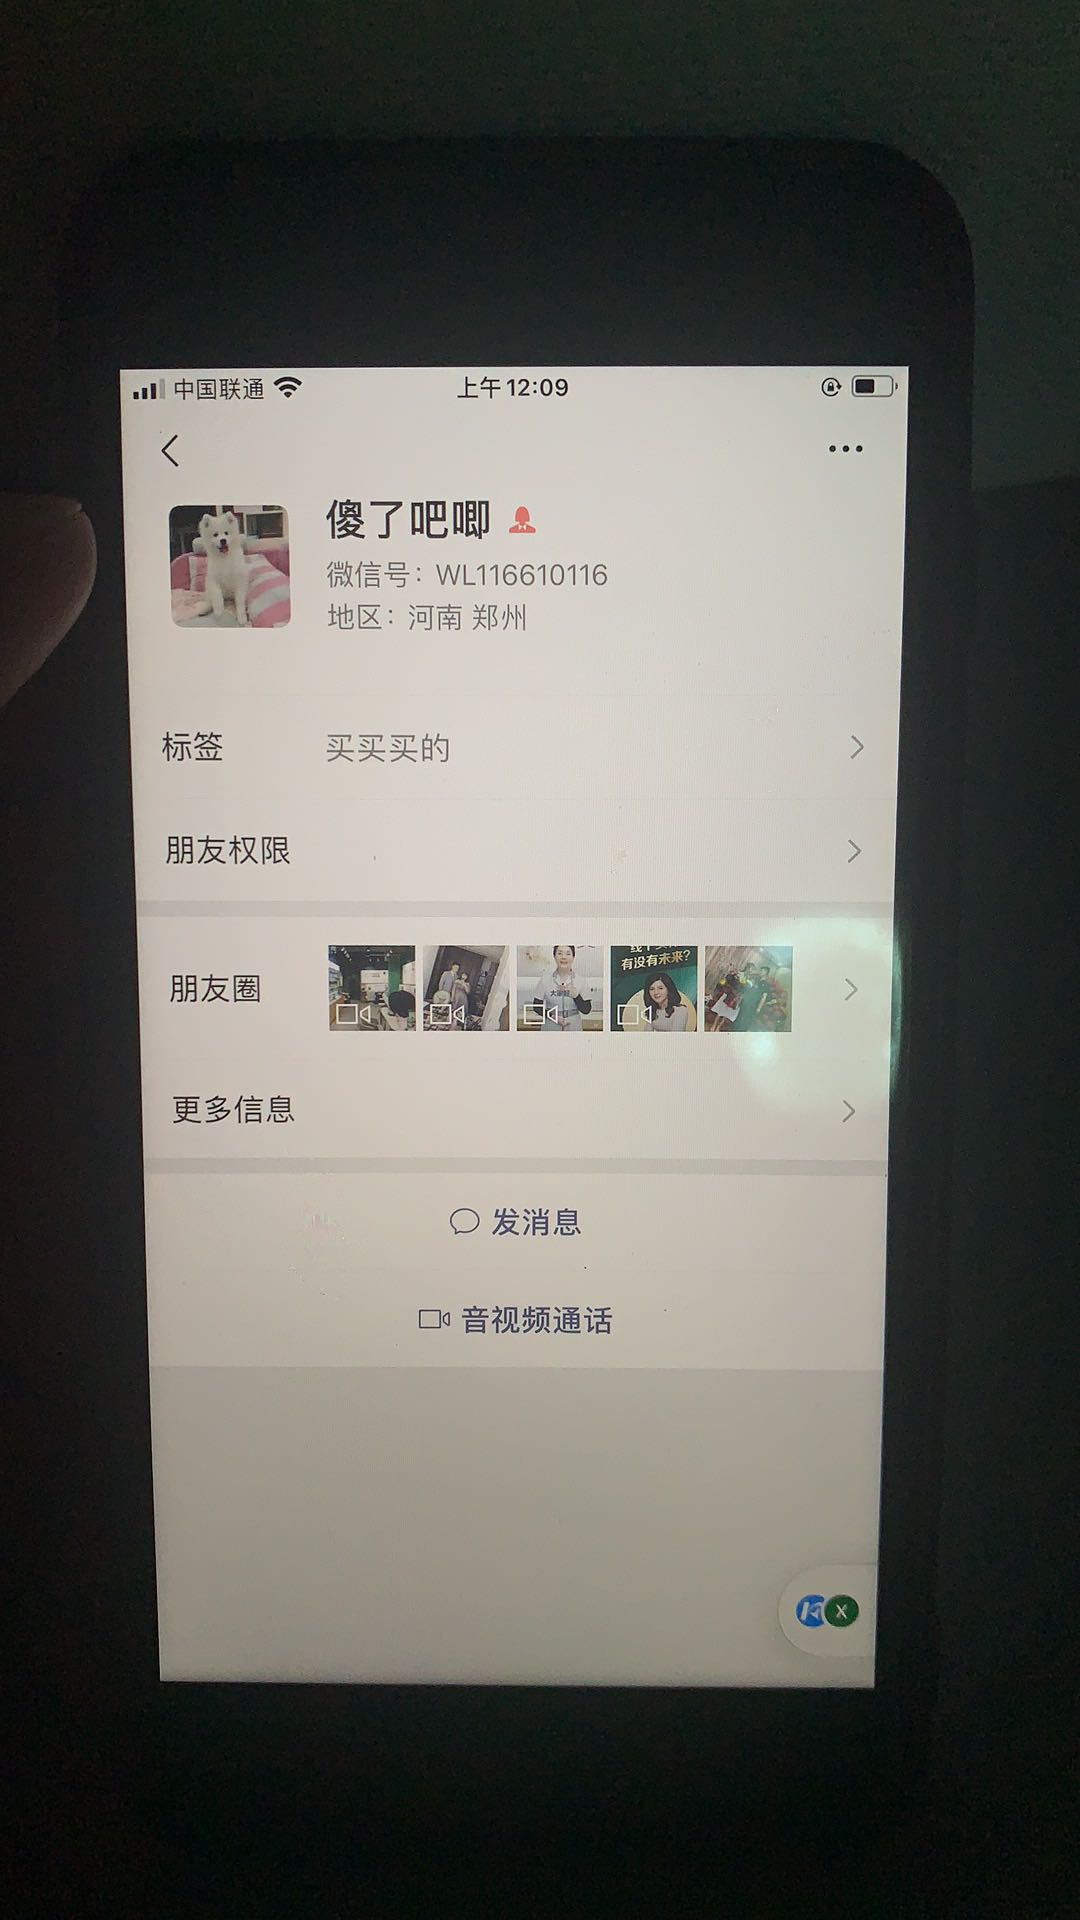 中国联通
上午12:09
傻了吧唧
微信号：WL116610116
地区：河南 郑州
标签
买买买的
朋友权限
朋友圈
有没有未来？
更多信息
发消息
音视频通话